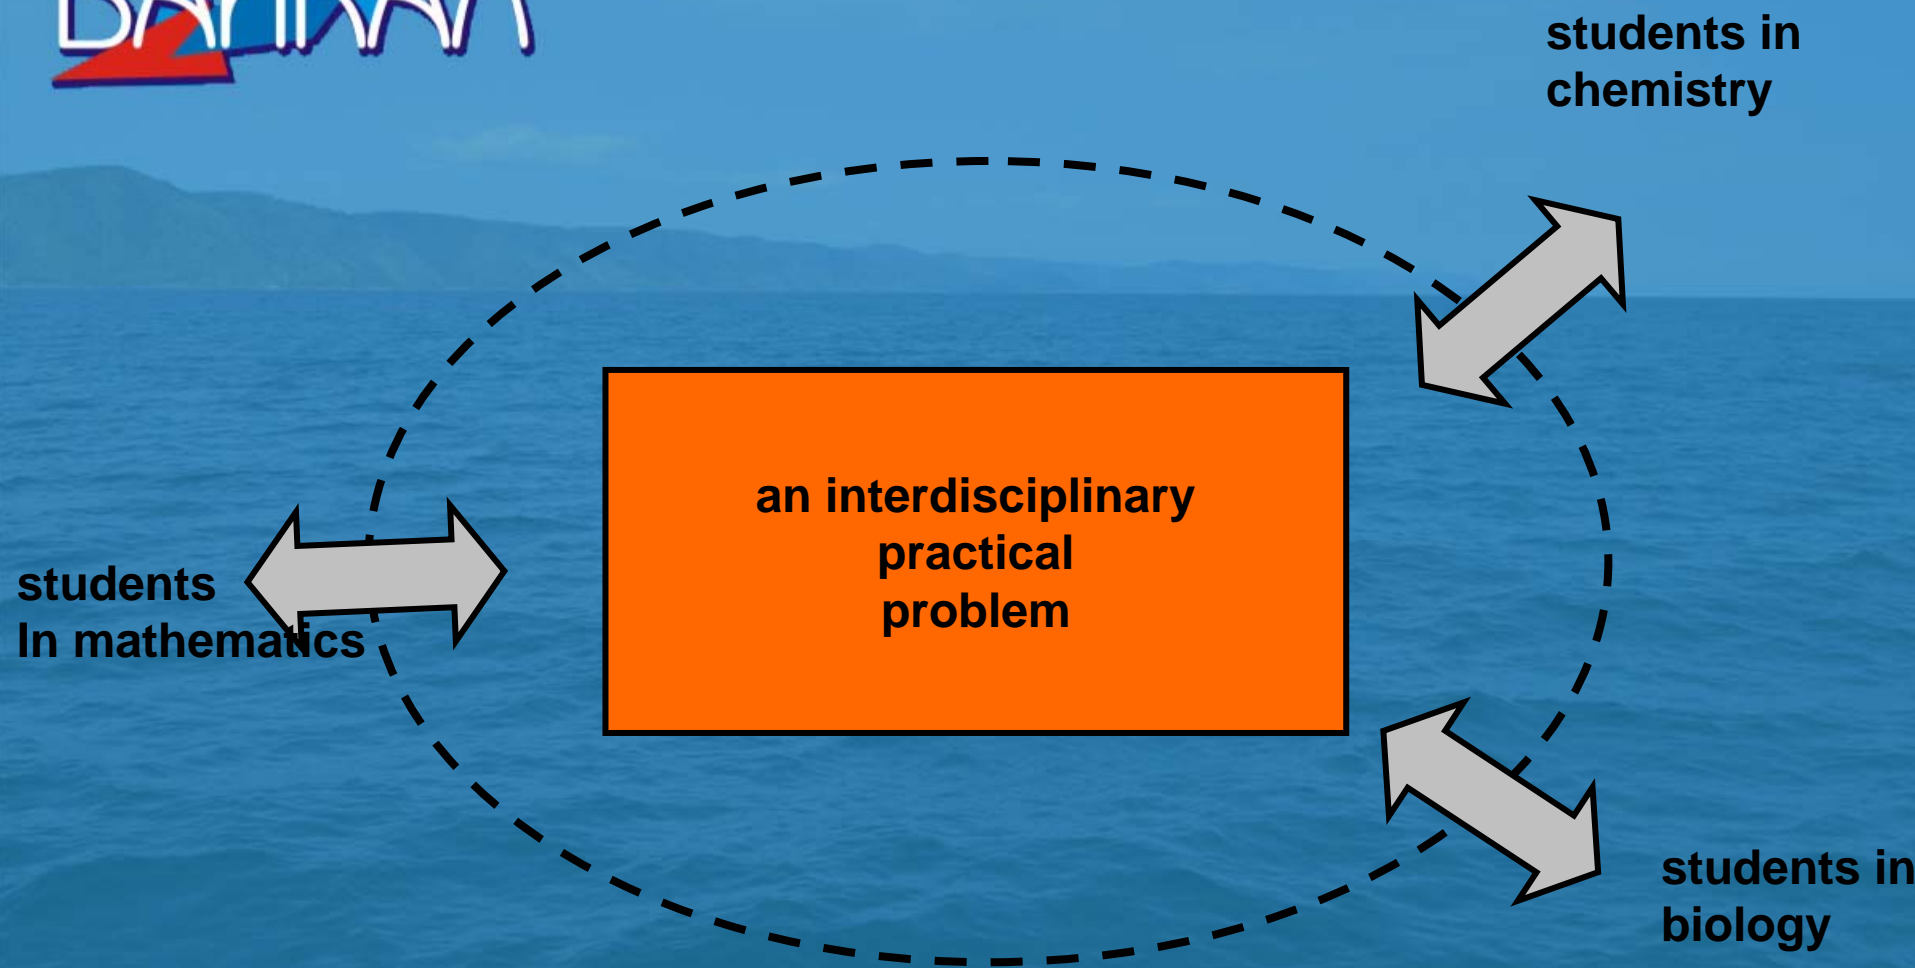 students in
chemistry
an interdisciplinary
practical
problem
students
In mathematics
students in
biology